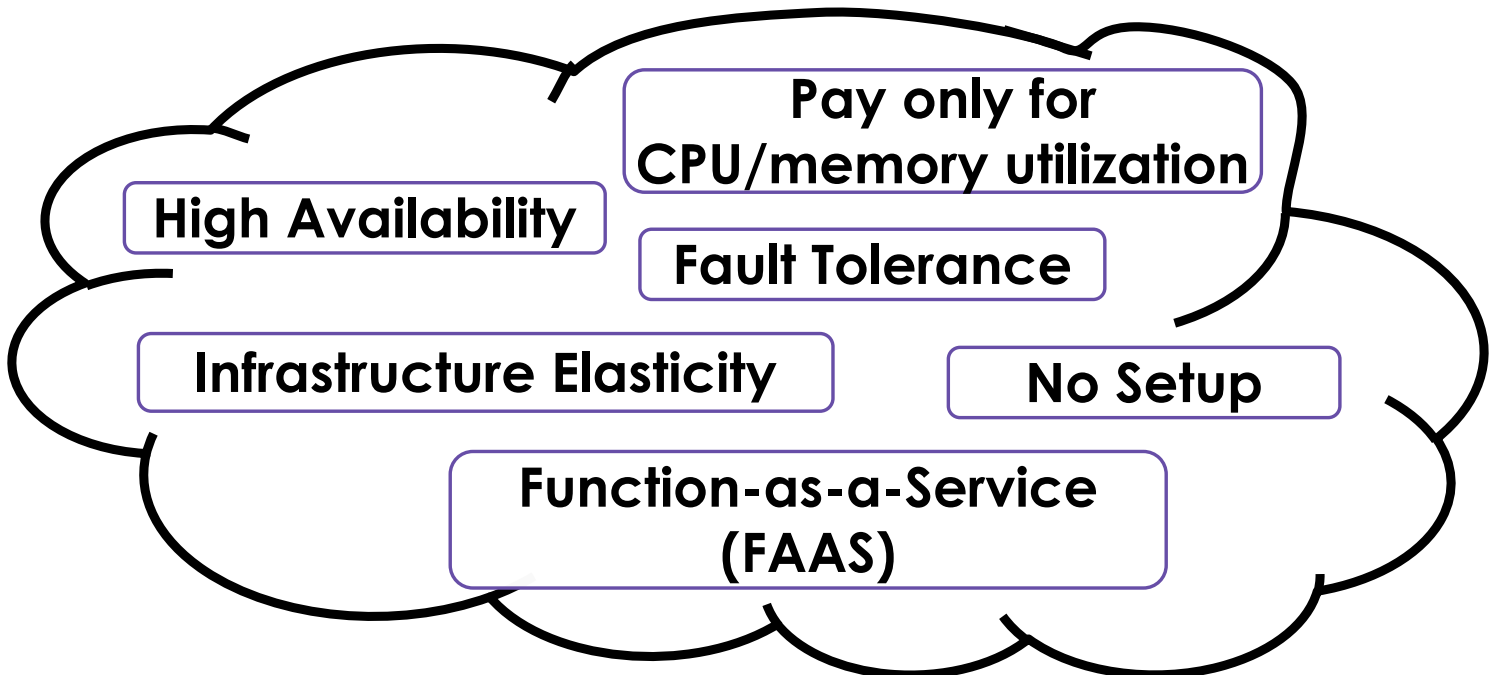 Pay only for
CPU/memory utilization
High Availability
Fault Tolerance
Infrastructure Elasticity
No Setup
Function-as-a-Service
(FAAS)